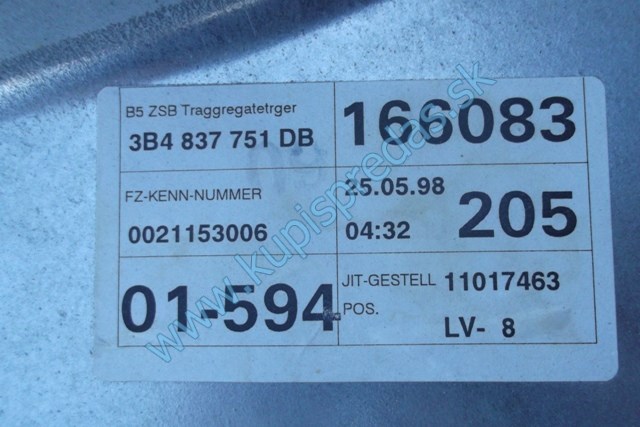 B5 ZSB Traggregatetrger
3B4 837 751 DB
166083
FZ-KENN-NUMMER
0021153006
25.05.98
04:32
205
01-594
JIT-GESTELL 11017463
POS.
LV- 8
www.kupispredas.sk